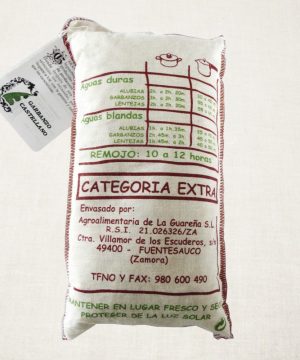 GARBANZO
CASTELLANO
Aguas duras
ALUBIAS
GARBANZOS
LENTEJAS
Aguas blandas
ALUBIAS
GARBANZOS
LENTEJAS
REMOJO: 10 a 12 horas
CATEGORIA EXTRA
Envasado por:
Agroalimentaria de La Guareña S.L.
R.S.I. 21.026326/ZA
Ctra. Villamor de los Escuderos, s/n
49400 - FUENTESAUCO
(Zamora)
TFNO Y FAX: 980 600 490
MANTENER EN LUGAR FRESCO Y SECO
PROTEGER DE LA LUZ SOLAR